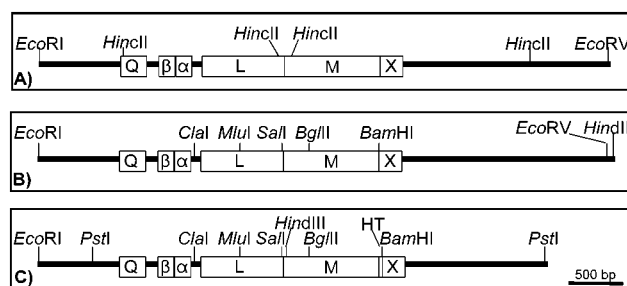 HincII HincII
EcoRI HincII HincII EcoRV
Q β α L M X
A)
EcoRV HindII
EcoRI ClaI MluI SalI BglII BamHI
Q β α L M X
B)
HindIII HT
EcoRI PstI ClaI MluI SalI BglII BamHI PstI
Q β α L M X
C)
500 bp